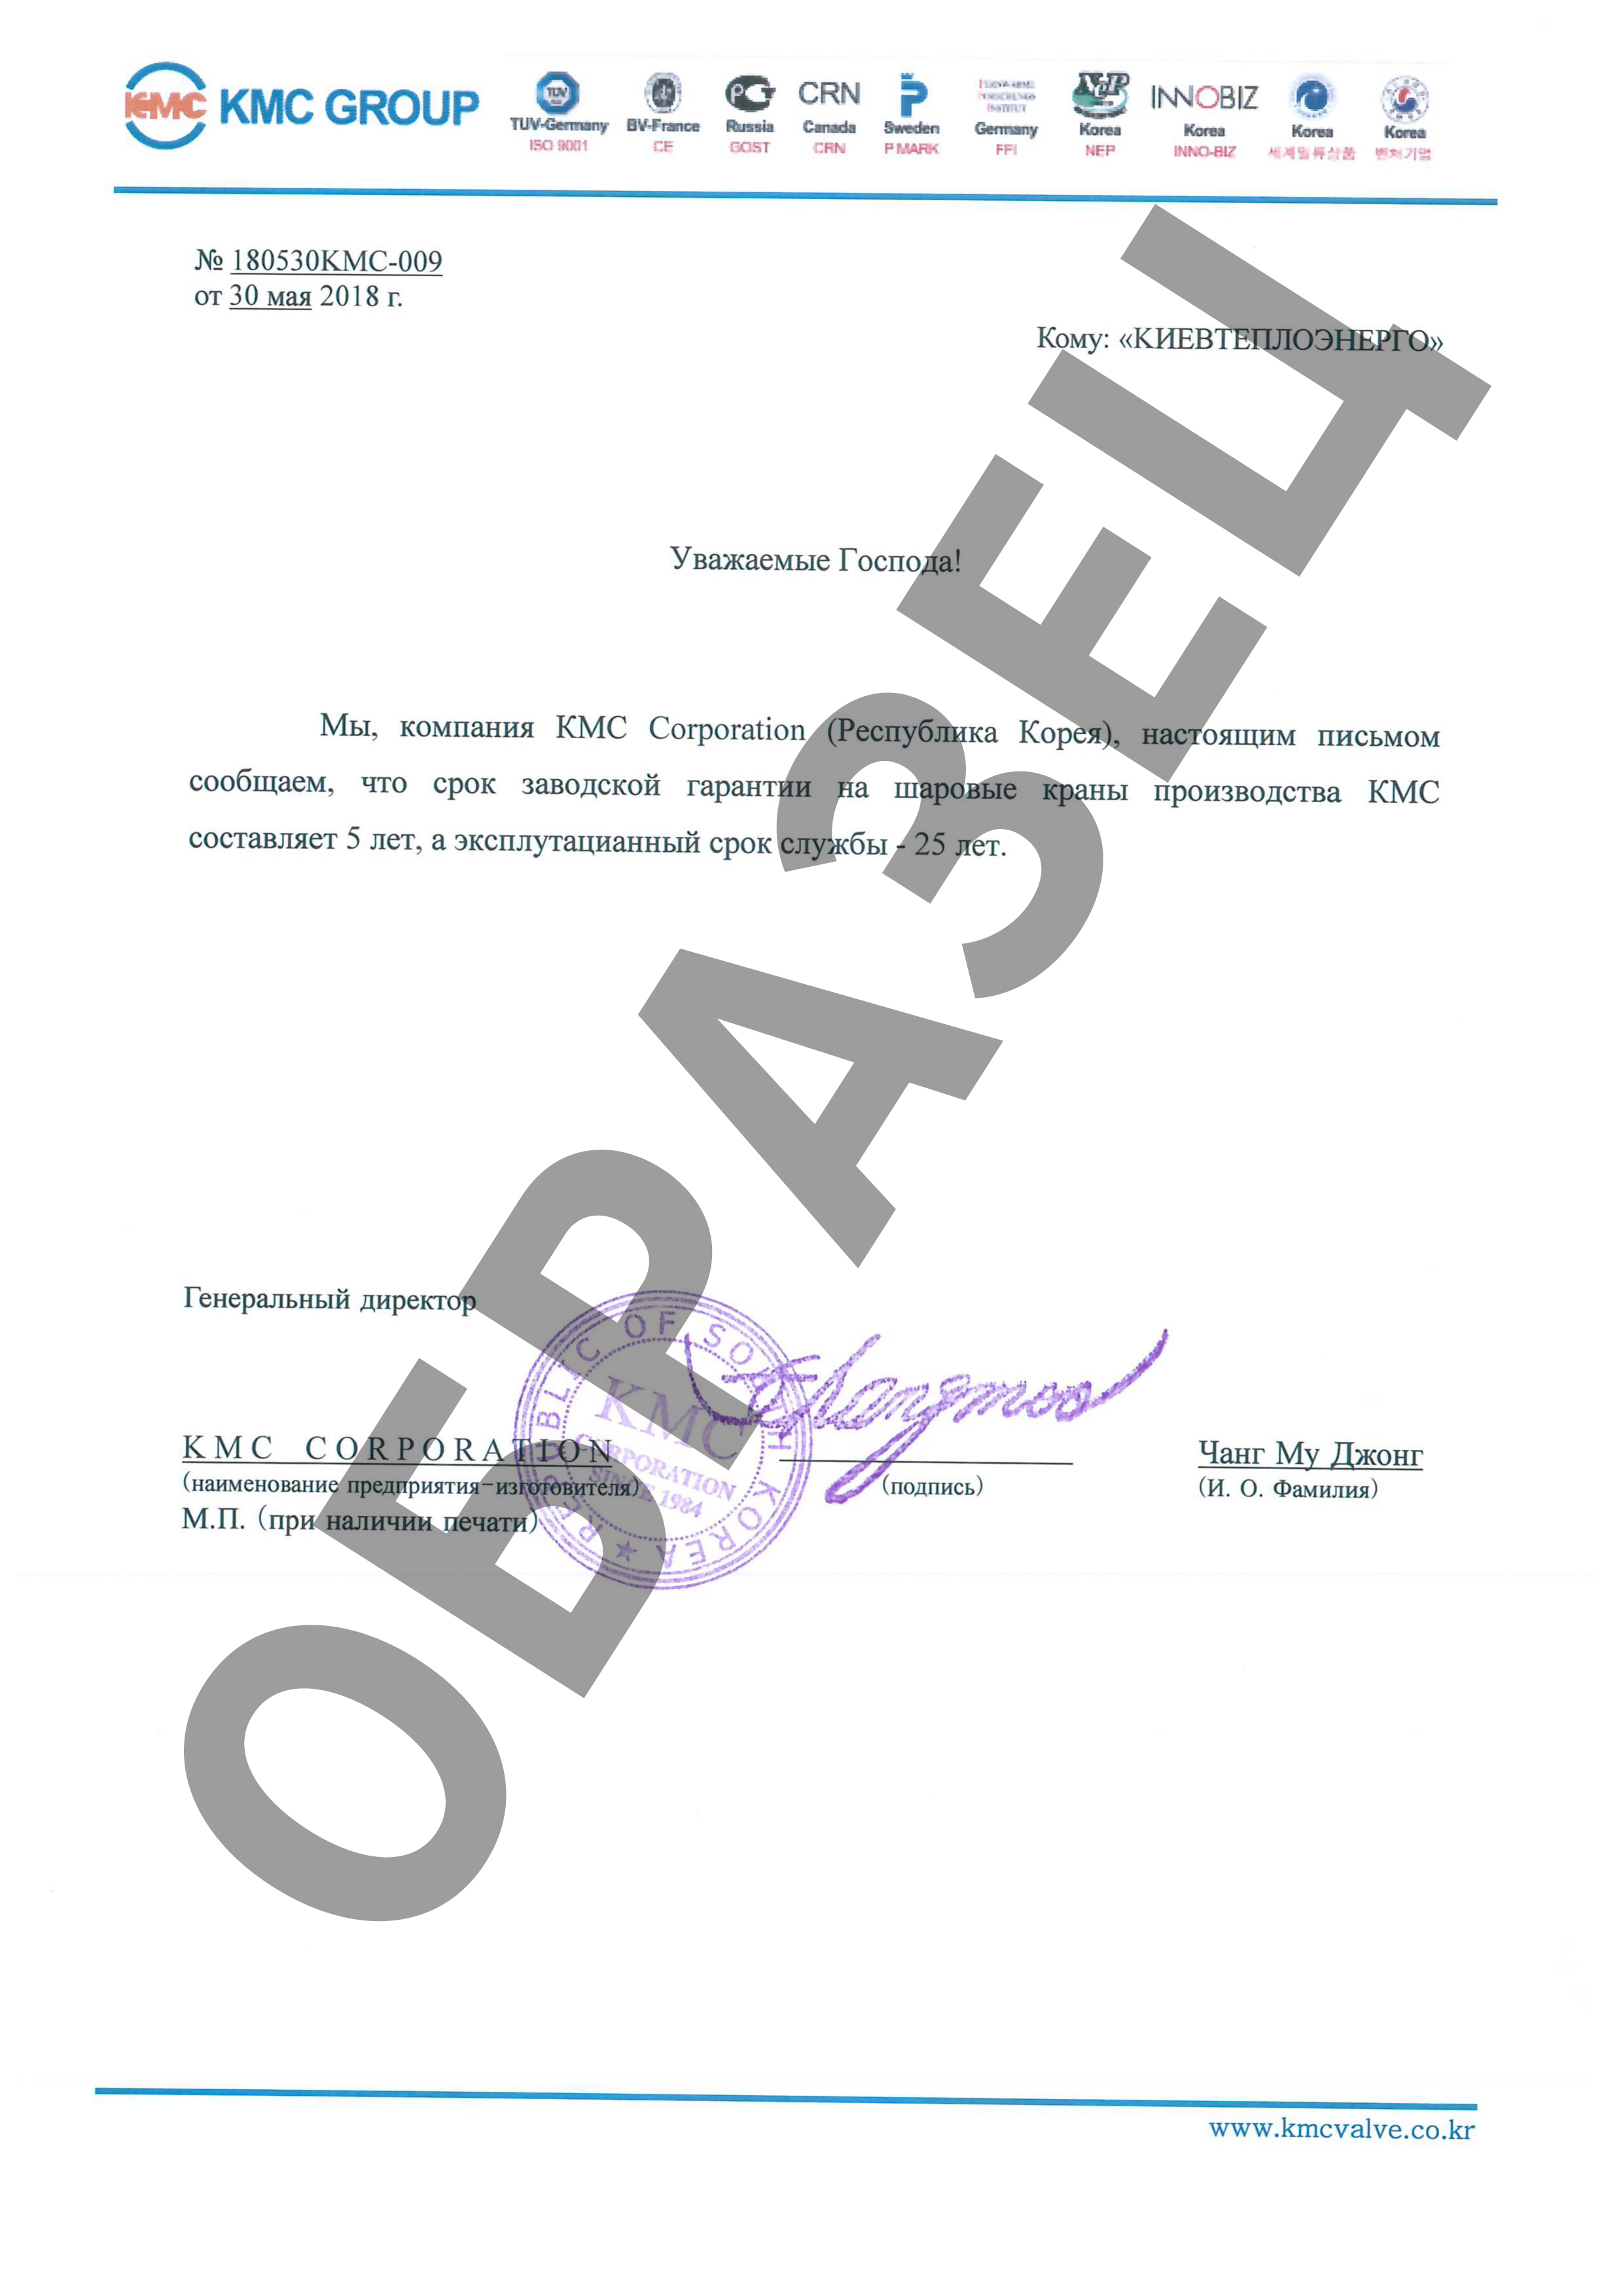 KMC KMC GROUP
TUV CRN P INNOBIZ
TUV-Germany BV-France Russia Canada Sweden Germany Korea Korea Korea Korea
ISO 9001 CE GOST CRN P MARK FFI NEP INNO-BIZ 세계일류상품 벤처기업
№ 180530KMC-009
от 30 мая 2018 г.
Кому: «КИЕВТЕПЛОЭНЕРГО»
Уважаемые Господа!
Мы, компания КМС Corporation (Республика Корея), настоящим письмом
сообщаем, что срок заводской гарантии на шаровые краны производства КМС
составляет 5 лет, а эксплутацианный срок службы - 25 лет.
ОБРАЗЕЦ
Генеральный директор
REPUBLIC OF SOUTH KOREA
KMC
CORPORATION
SINCE 1984
KMC CORPORATION
(наименование предприятия-изготовителя)
М.П. (при наличии печати)
(подпись)
Чанг Му Джонг
(И. О. Фамилия)
www.kmcvalve.co.kr